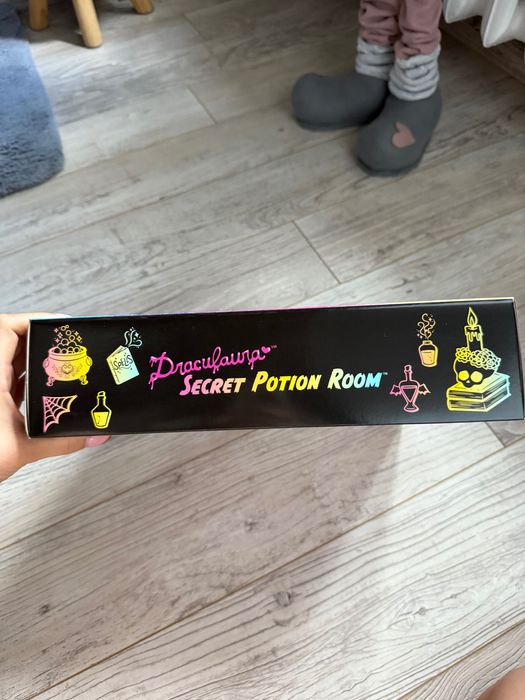 SPELLS
Draculaura™
SECRET POTION ROOM™